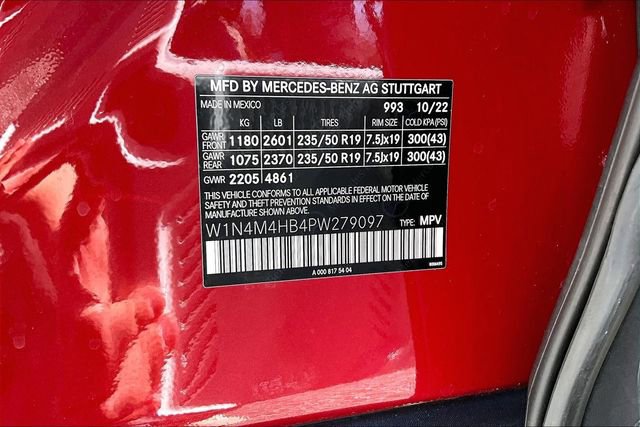 MFD BY MERCEDES-BENZ AG STUTTGART
MADE IN MEXICO 993 10/22
KG LB TIRES RIM SIZE COLD KPA (PSI)
GAWR FRONT 1180 2601 235/50 R19 7.5Jx19 300(43)
GAWR REAR 1075 2370 235/50 R19 7.5Jx19 300(43)
GVWR 2205 4861
THIS VEHICLE CONFORMS TO ALL APPLICABLE FEDERAL MOTOR VEHICLE
SAFETY AND THEFT PREVENTION STANDARDS IN EFFECT ON THE DATE
OF MANUFACTURE SHOWN ABOVE.
W1N4M4HB4PW279097 TYPE: MPV
A 000 817 54 04